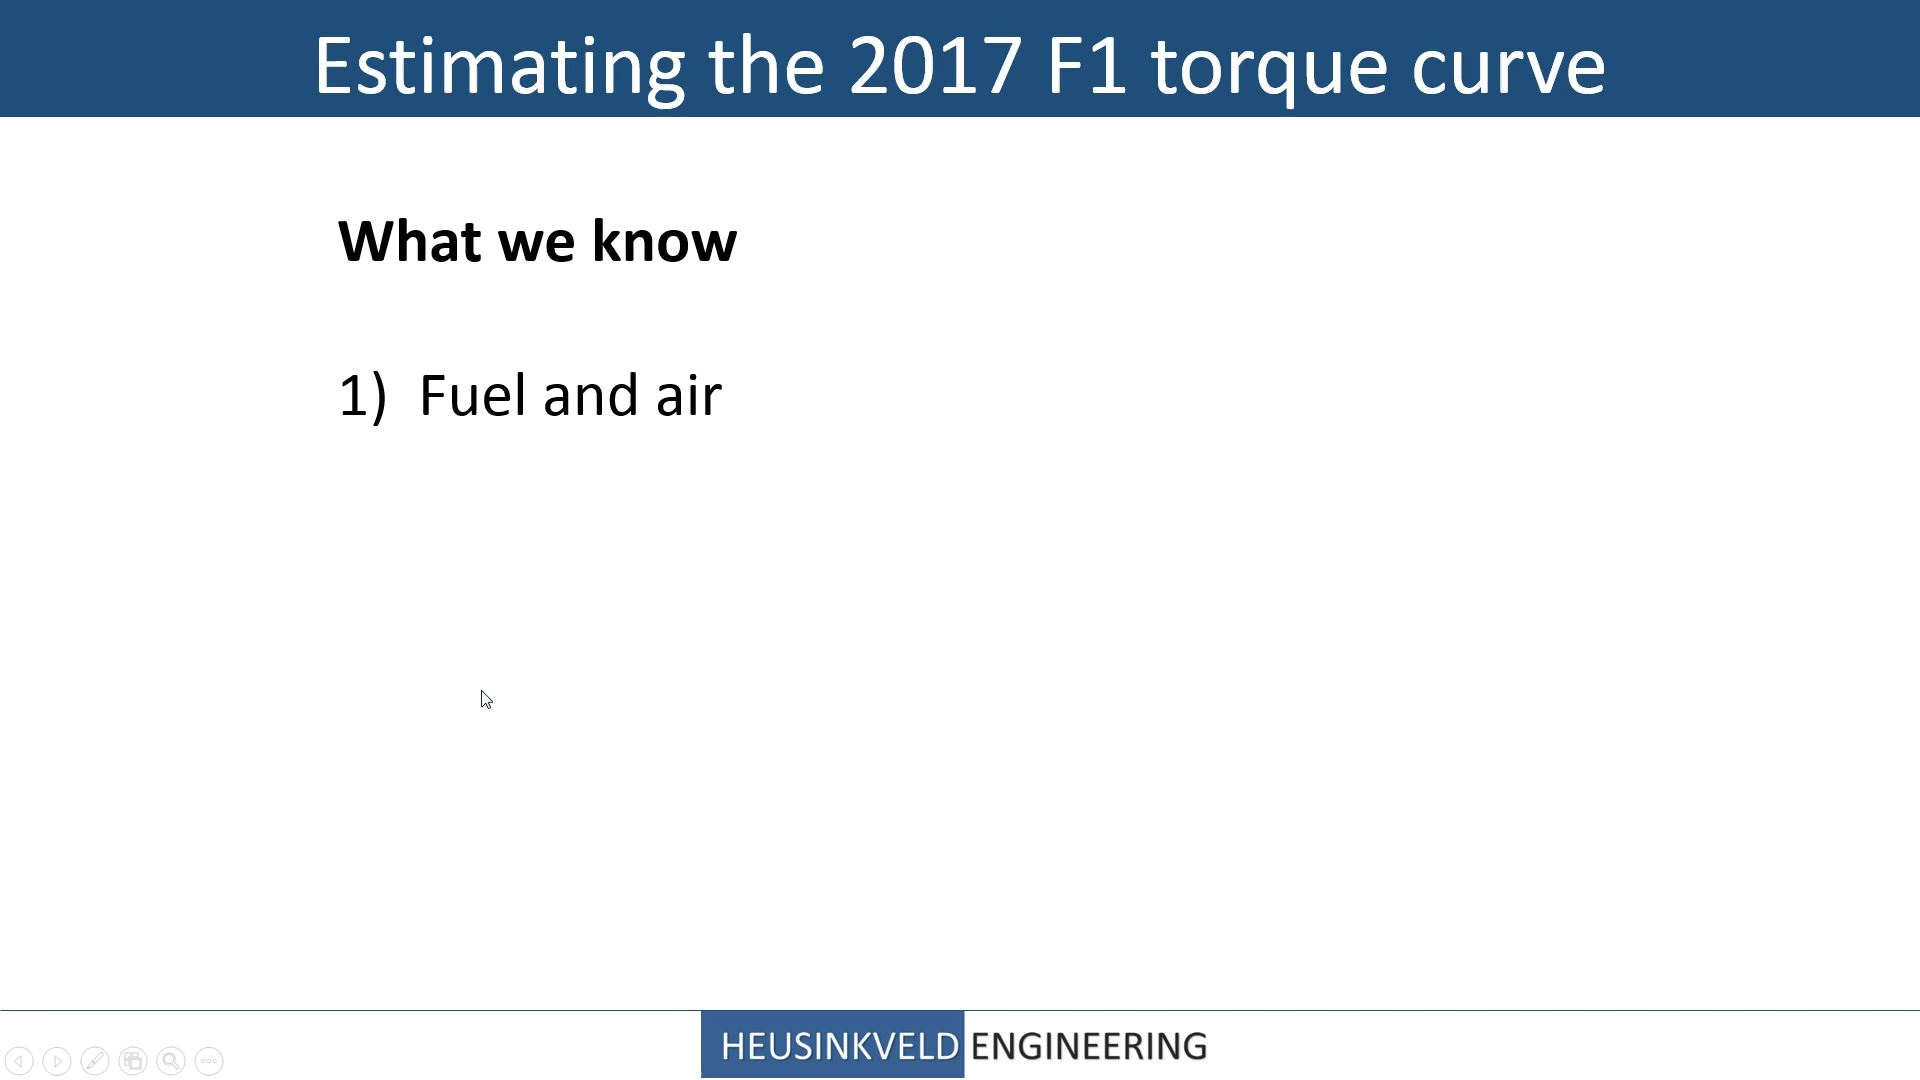 Estimating the 2017 F1 torque curve
What we know
1) Fuel and air
HEUSINKVELD ENGINEERING